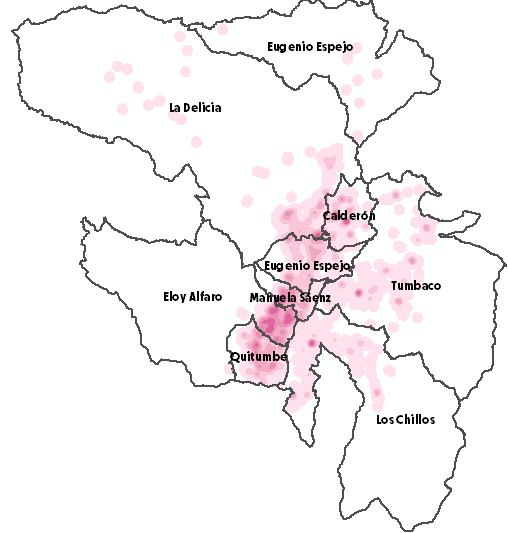 Eugenio Espejo
La Delicia
Calderón
Eugenio Espejo
Tumbaco
Eloy Alfaro
Manuela Sáenz
Quitumbe
Los Chillos